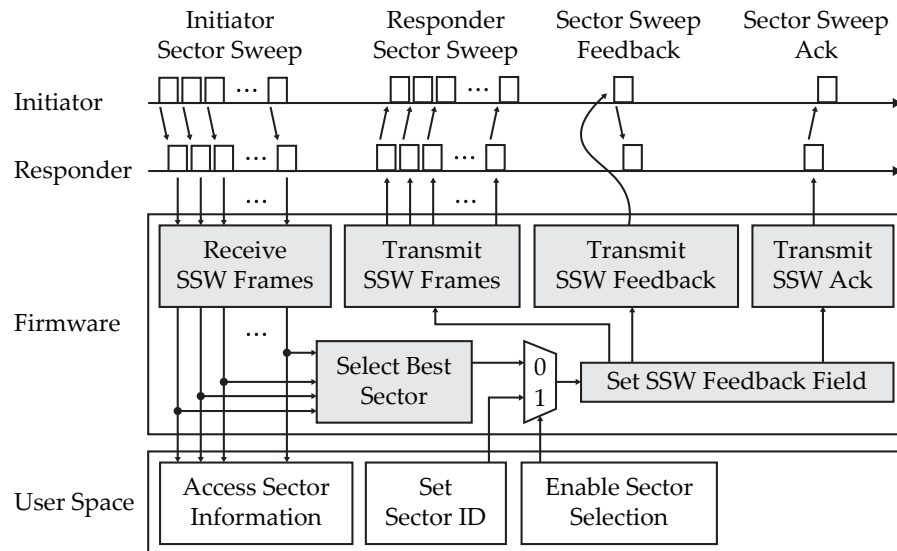 Initiator
Sector Sweep
Responder
Sector Sweep
Sector Sweep
Feedback
Sector Sweep
Ack
Initiator
...
...
Responder
...
...
...
...
Firmware
Receive
SSW Frames
Transmit
SSW Frames
Transmit
SSW Feedback
Transmit
SSW Ack
...
Select Best
Sector
0
1
Set SSW Feedback Field
User Space
Access Sector
Information
Set
Sector ID
Enable Sector
Selection